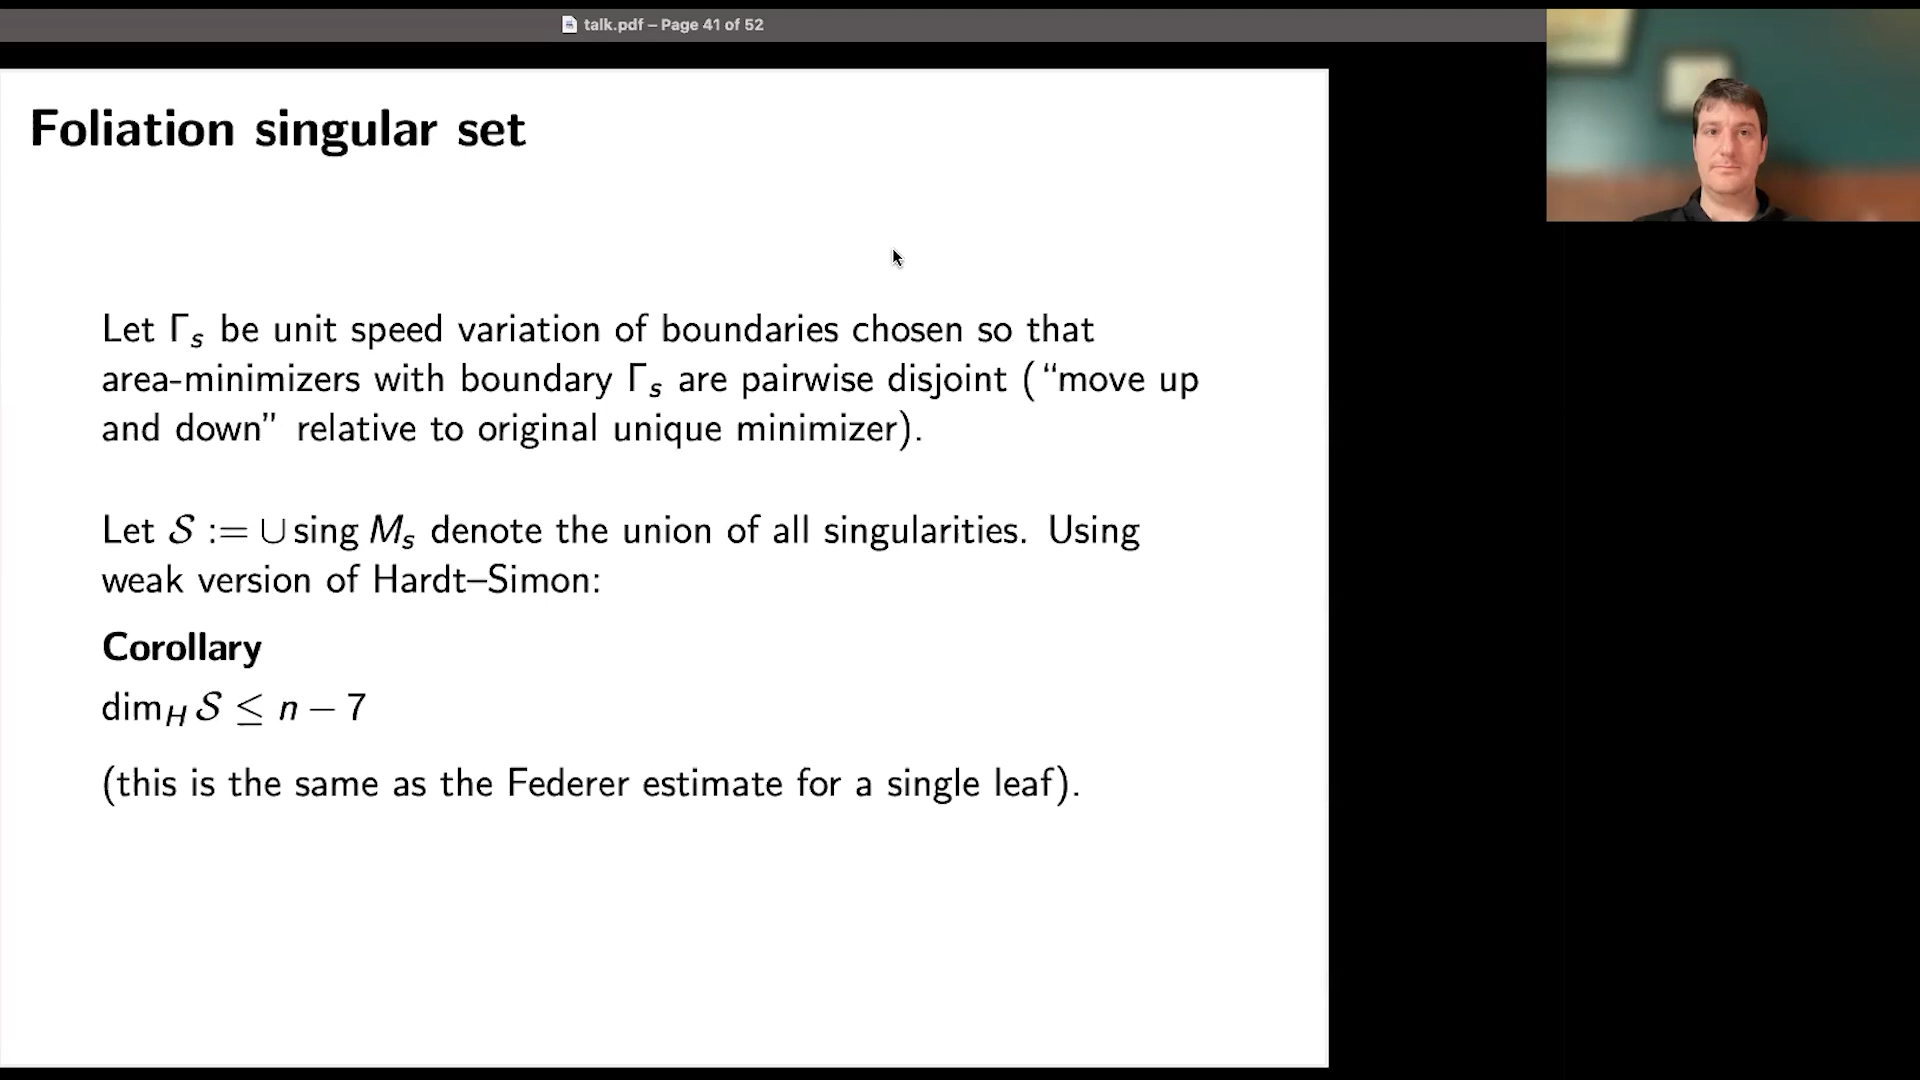 talk.pdf – Page 41 of 52
Foliation singular set
Let Γₛ be unit speed variation of boundaries chosen so that
area-minimizers with boundary Γₛ are pairwise disjoint (“move up
and down” relative to original unique minimizer).
Let 𝒮 := ∪ sing Mₛ denote the union of all singularities. Using
weak version of Hardt–Simon:
Corollary
dim_H 𝒮 ≤ n − 7
(this is the same as the Federer estimate for a single leaf).